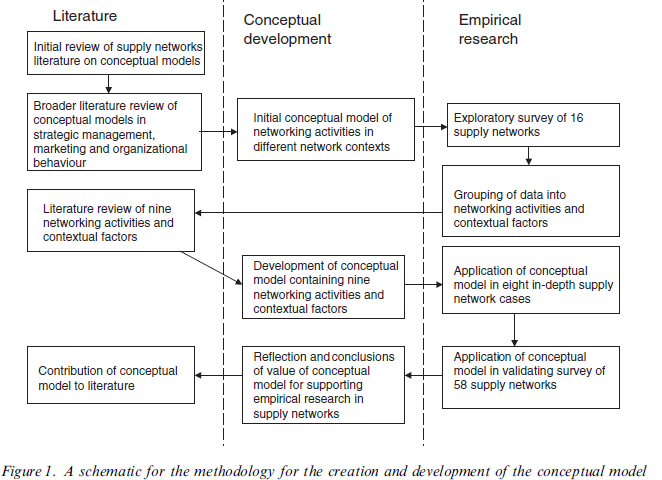 Literature
Conceptual
development
Empirical
research
Initial review of supply networks
literature on conceptual models
Broader literature review of
conceptual models in
strategic management,
marketing and organizational
behaviour
Initial conceptual model of
networking activities in
different network contexts
Exploratory survey of 16
supply networks
Grouping of data into
networking activities and
contextual factors
Literature review of nine
networking activities and
contextual factors
Development of conceptual
model containing nine
networking activities and
contextual factors
Application of conceptual
model in eight in-depth supply
network cases
Application of conceptual
model in validating survey of
58 supply networks
Reflection and conclusions
of value of conceptual
model for supporting
empirical research in
supply networks
Contribution of conceptual
model to literature
Figure 1. A schematic for the methodology for the creation and development of the conceptual model